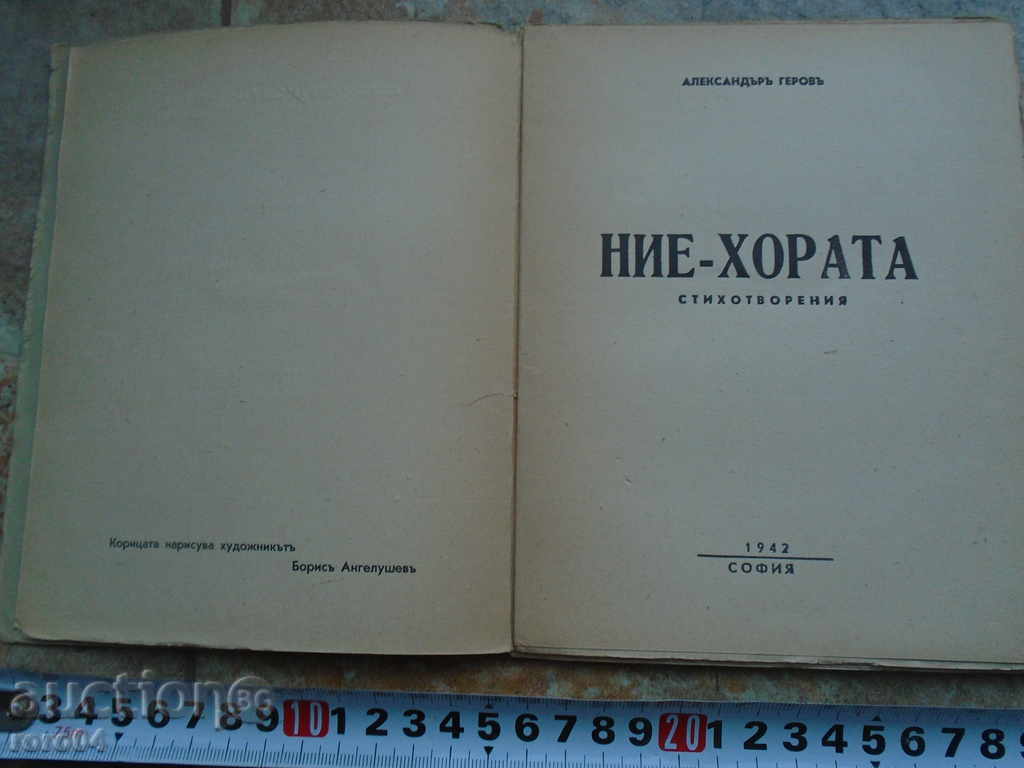 Корицата нарисува художникътъ
Борисъ Ангелушевъ
АЛЕКСАНДЪРЪ ГЕРОВЪ
НИЕ-ХОРАТА
СТИХОТВОРЕНИЯ
1942
СОФИЯ
auction BG
foro04
3 4 5 6 7 8 9 10 1 2 3 4 5 6 7 8 9 20 1 2 3 4 5 6 7 8 9